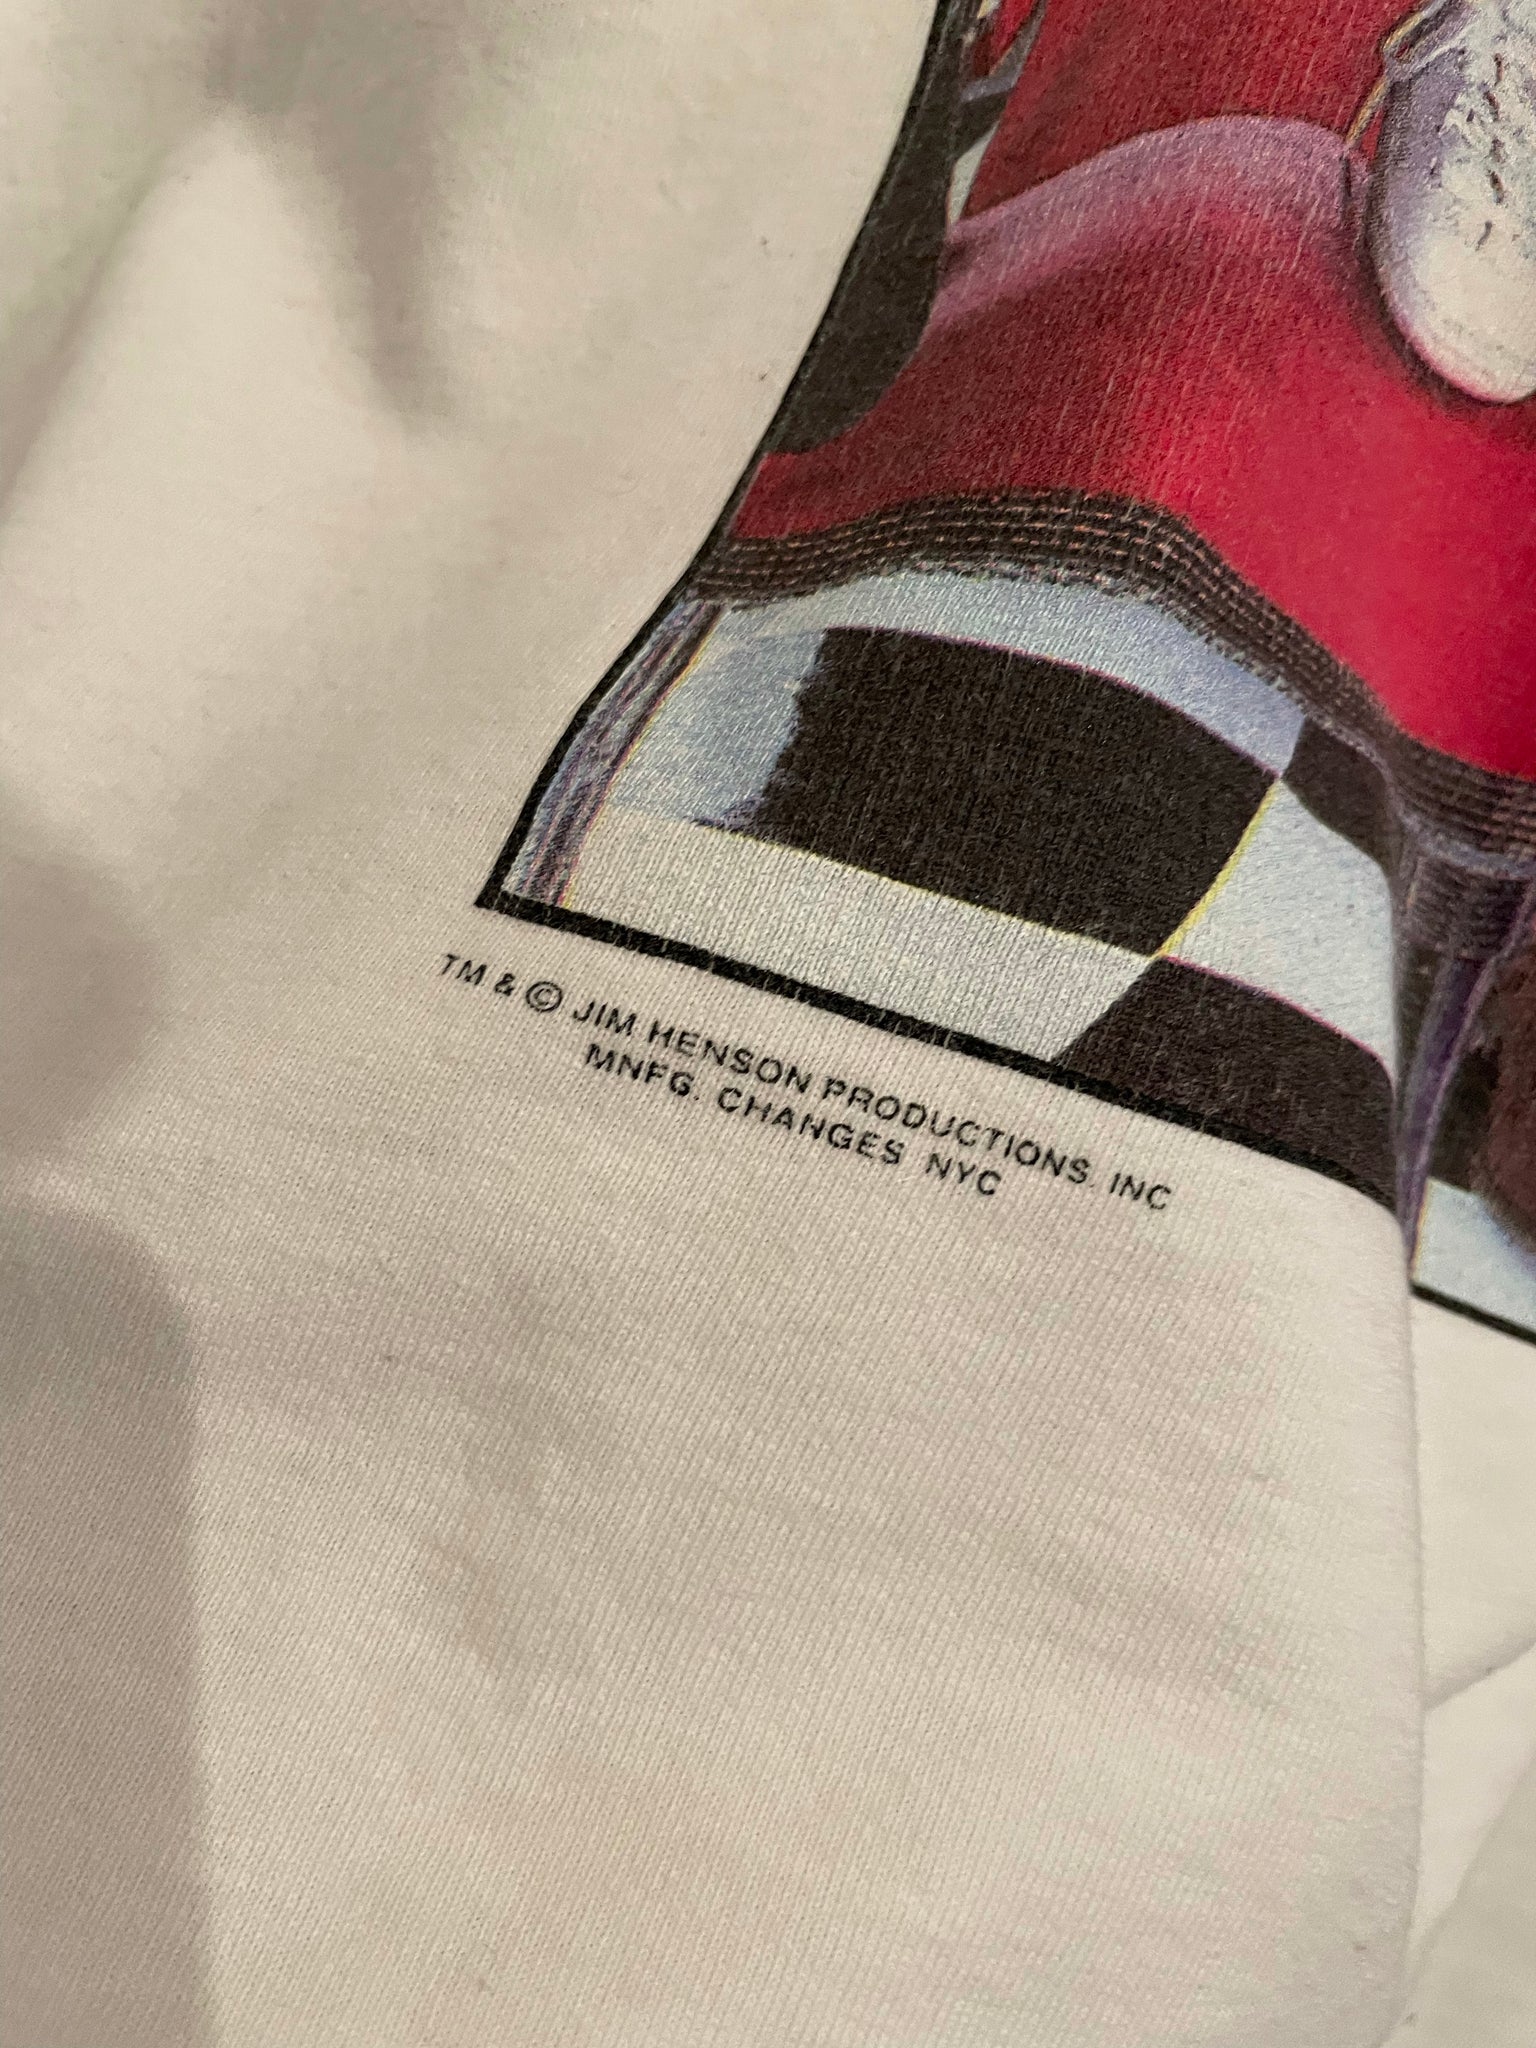 TM & © JIM HENSON PRODUCTIONS, INC
MNFG. CHANGES NYC